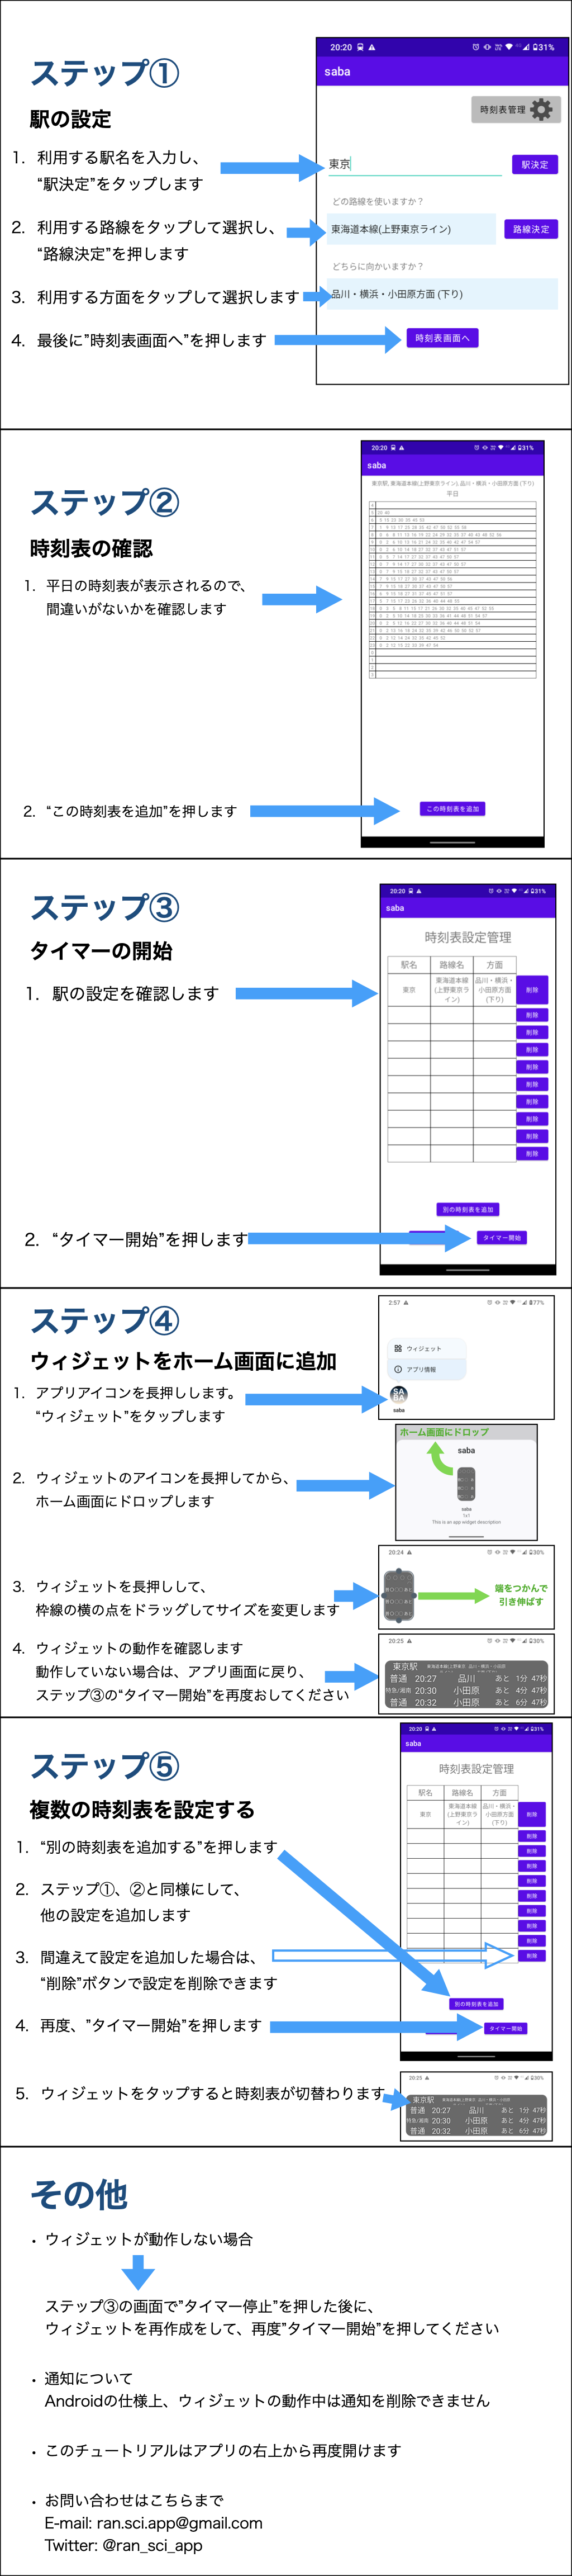 ステップ①
駅の設定
1. 利用する駅名を入力し、
“駅決定”をタップします
2. 利用する路線をタップして選択し、
“路線決定”を押します
3. 利用する方面をタップして選択します
4. 最後に”時刻表画面へ”を押します
20:20
31%
saba
時刻表管理
東京
駅決定
どの路線を使いますか？
東海道本線(上野東京ライン)
路線決定
どちらに向かいますか？
品川・横浜・小田原方面 (下り)
時刻表画面へ
ステップ②
時刻表の確認
1. 平日の時刻表が表示されるので、
間違いがないかを確認します
2. “この時刻表を追加”を押します
20:20
31%
saba
東京駅, 東海道本線(上野東京ライン), 品川・横浜・小田原方面 (下り)
平日
この時刻表を追加
ステップ③
タイマーの開始
1. 駅の設定を確認します
2. “タイマー開始”を押します
20:20
31%
saba
時刻表設定管理
駅名 路線名 方面
東京 東海道本線(上野東京ライン) 品川・横浜・小田原方面(下り) 削除
削除
削除
削除
削除
削除
削除
削除
削除
削除
別の時刻表を追加
タイマー開始
ステップ④
ウィジェットをホーム画面に追加
1. アプリアイコンを長押しします。
“ウィジェット”をタップします
2. ウィジェットのアイコンを長押してから、
ホーム画面にドロップします
3. ウィジェットを長押しして、
枠線の横の点をドラッグしてサイズを変更します
4. ウィジェットの動作を確認します
動作していない場合は、アプリ画面に戻り、
ステップ③の“タイマー開始”を再度おしてください
2:57
77%
ウィジェット
アプリ情報
SA
BA
saba
ホーム画面にドロップ
saba
saba
1×1
This is an app widget description
20:24
30%
端をつかんで
引き伸ばす
20:25
30%
東京駅
普通 20:27 品川 あと 1分 47秒
特急/湘南 20:30 小田原 あと 4分 47秒
普通 20:32 小田原 あと 6分 47秒
ステップ⑤
複数の時刻表を設定する
1. “別の時刻表を追加する”を押します
2. ステップ①、②と同様にして、
他の設定を追加します
3. 間違えて設定を追加した場合は、
“削除”ボタンで設定を削除できます
4. 再度、”タイマー開始”を押します
5. ウィジェットをタップすると時刻表が切替わります
20:20
31%
saba
時刻表設定管理
駅名 路線名 方面
東京 東海道本線(上野東京ライン) 品川・横浜・小田原方面(下り) 削除
削除
削除
削除
削除
削除
削除
削除
削除
削除
別の時刻表を追加
タイマー開始
20:25
30%
東京駅
普通 20:27 品川 あと 1分 47秒
特急/湘南 20:30 小田原 あと 4分 47秒
普通 20:32 小田原 あと 6分 47秒
その他
・ウィジェットが動作しない場合
ステップ③の画面で”タイマー停止”を押した後に、
ウィジェットを再作成をして、再度”タイマー開始”を押してください
・通知について
Androidの仕様上、ウィジェットの動作中は通知を削除できません
・このチュートリアルはアプリの右上から再度開けます
・お問い合わせはこちらまで
E-mail: ran.sci.app@gmail.com
Twitter: @ran_sci_app